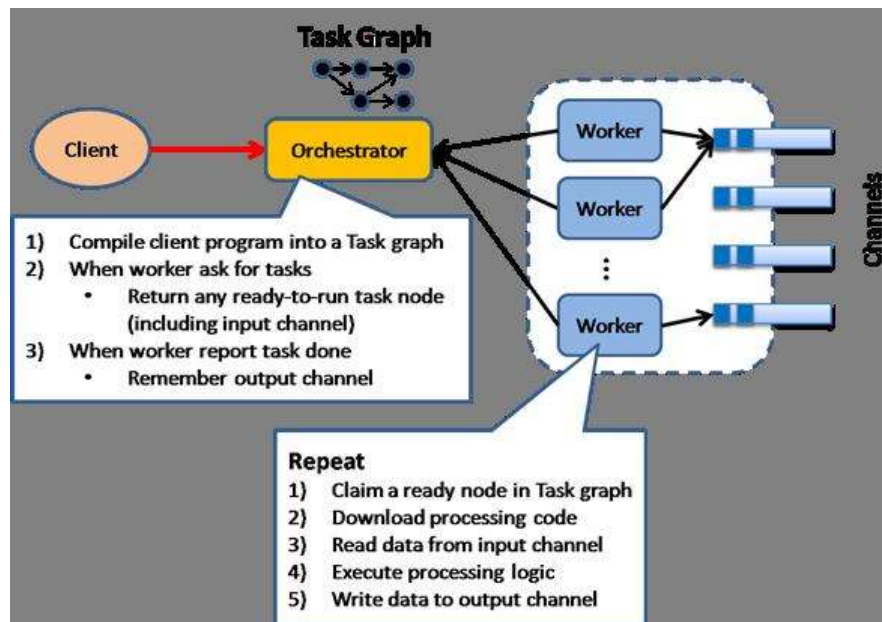 Task Graph
Client
Orchestrator
Worker
Worker
...
Worker
Channels
1) Compile client program into a Task graph
2) When worker ask for tasks
• Return any ready-to-run task node
(including input channel)
3) When worker report task done
• Remember output channel
Repeat
1) Claim a ready node in Task graph
2) Download processing code
3) Read data from input channel
4) Execute processing logic
5) Write data to output channel